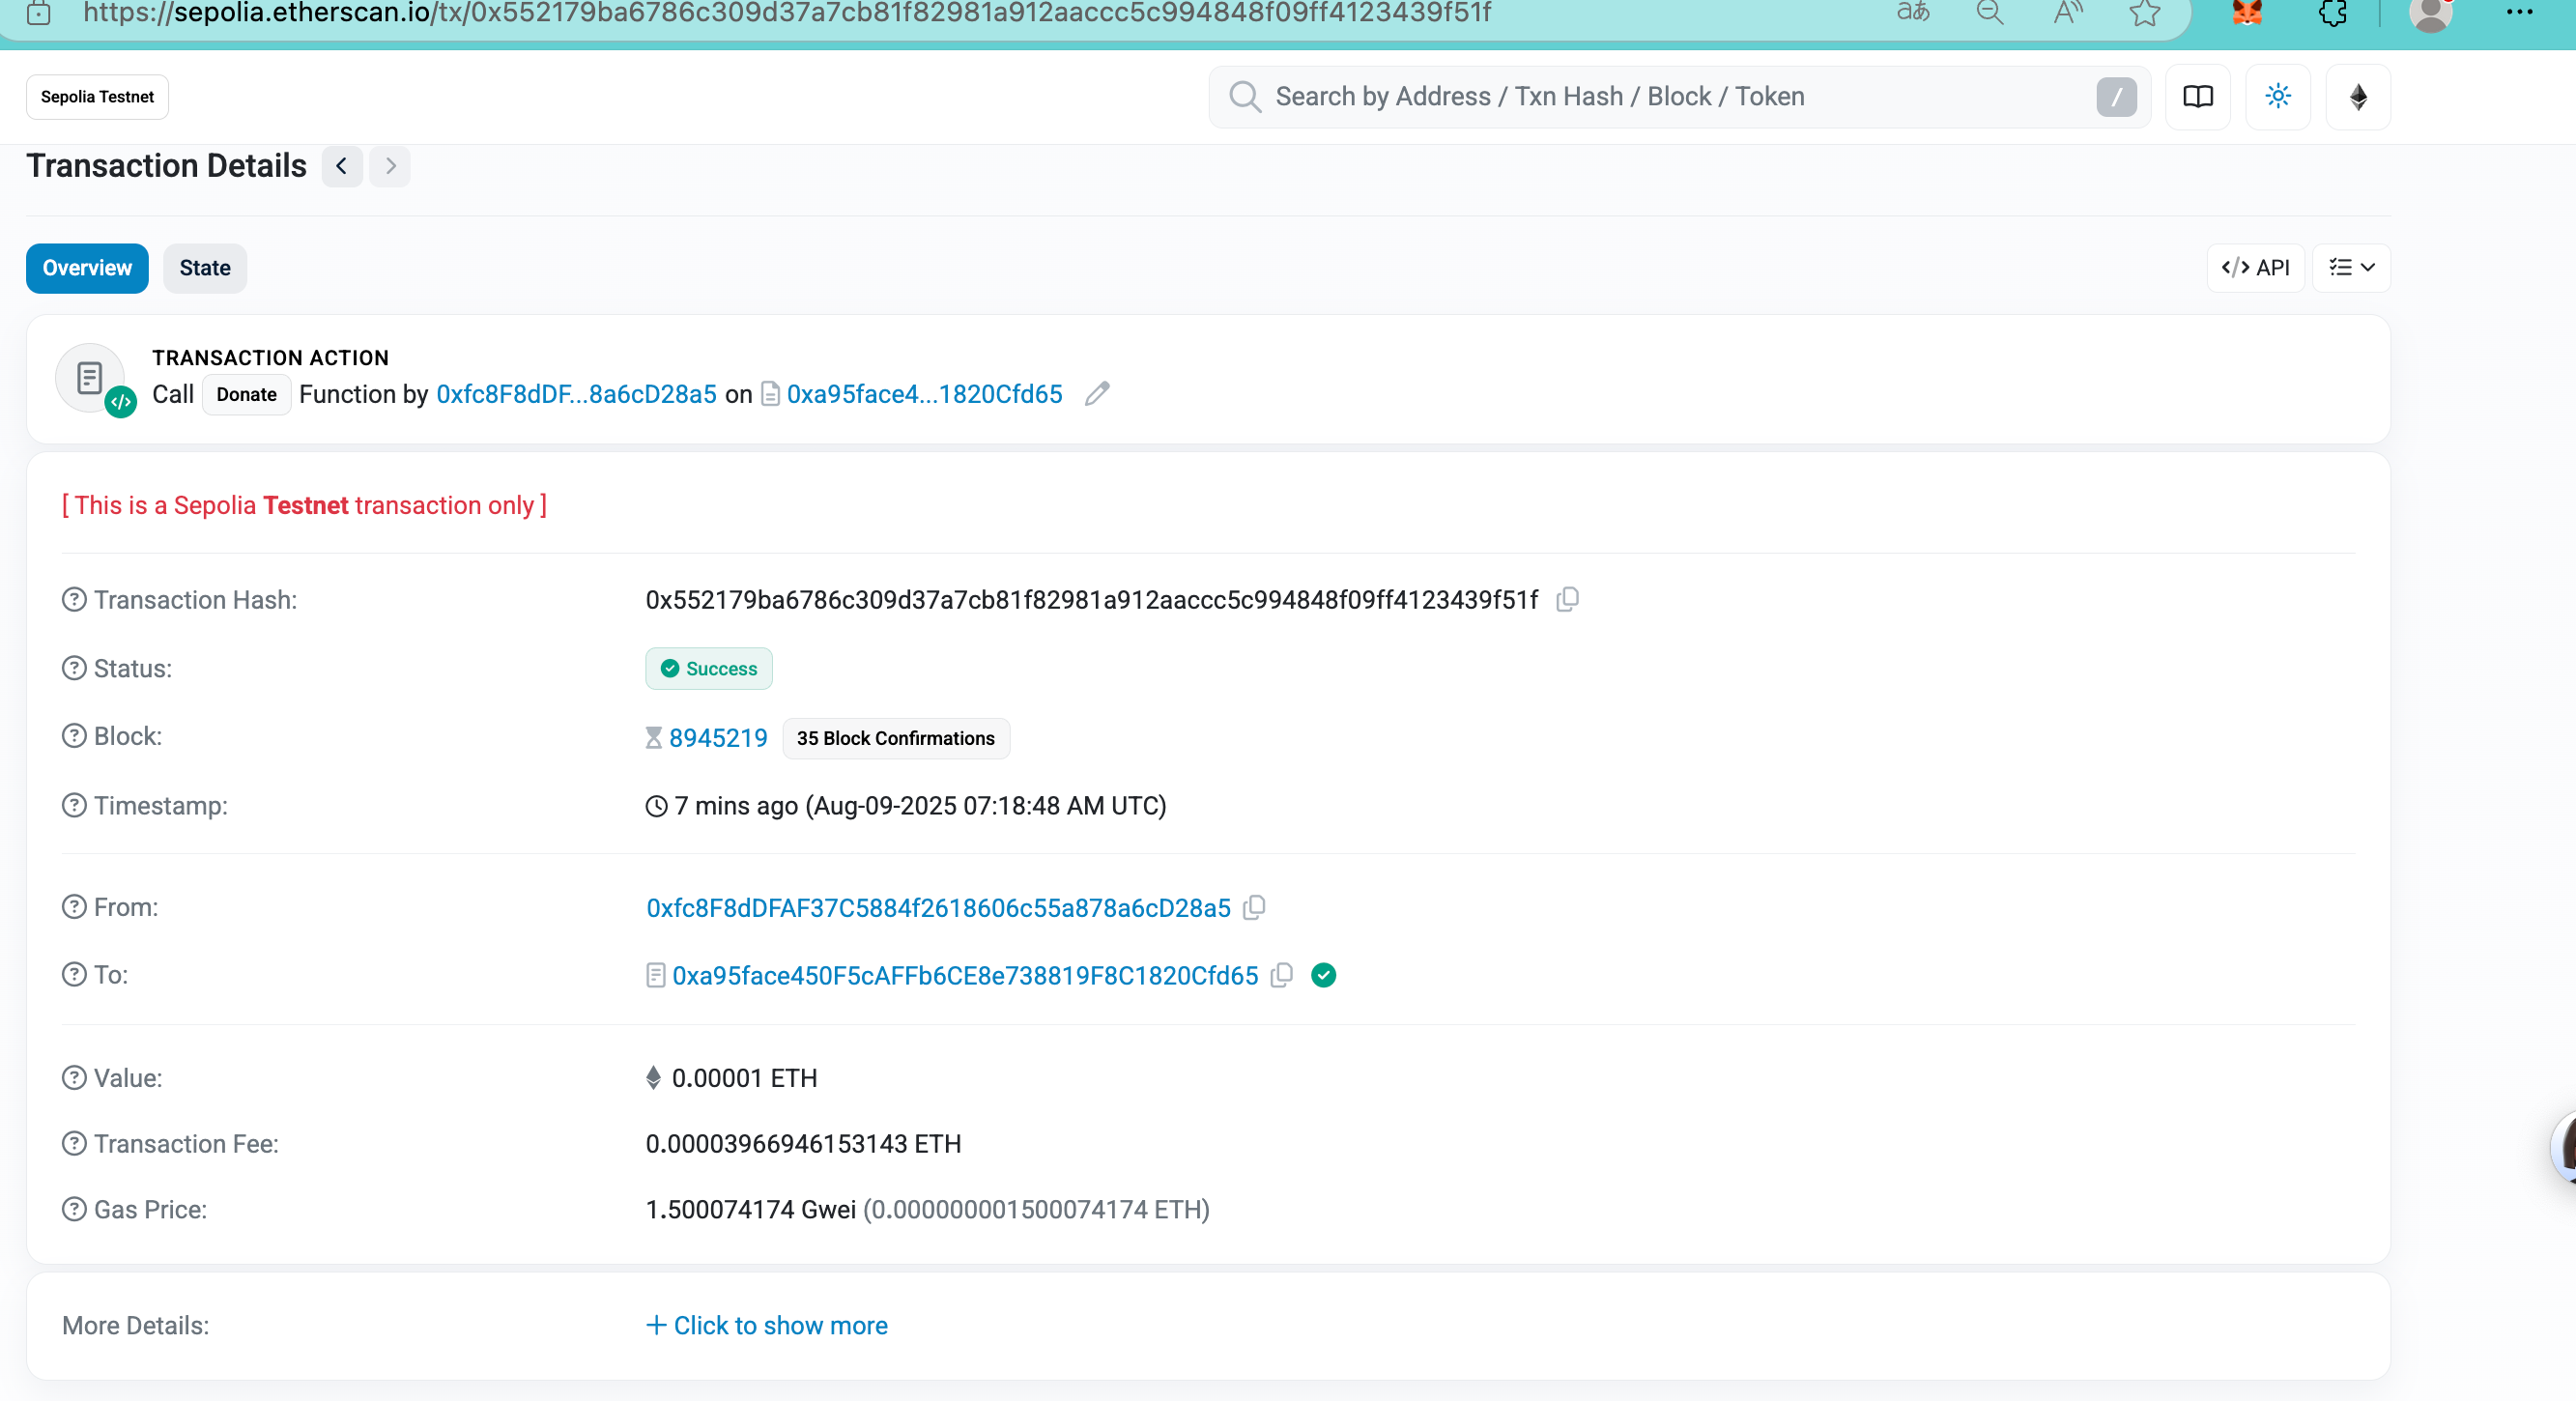 https://sepolia.etherscan.io/tx/0x552179ba6786c309d37a7cb81f82981a912aaccc5c994848f09ff4123439f51f
aあ
A
Sepolia Testnet
Search by Address / Txn Hash / Block / Token
/
Transaction Details
Overview
State
</> API
TRANSACTION ACTION
Call Donate Function by 0xfc8F8dDF...8a6cD28a5 on 0xa95face4...1820Cfd65
[ This is a Sepolia Testnet transaction only ]
Transaction Hash: 0x552179ba6786c309d37a7cb81f82981a912aaccc5c994848f09ff4123439f51f
Status: Success
Block: 8945219 35 Block Confirmations
Timestamp: 7 mins ago (Aug-09-2025 07:18:48 AM UTC)
From: 0xfc8F8dDFAF37C5884f2618606c55a878a6cD28a5
To: 0xa95face450F5cAFFb6CE8e738819F8C1820Cfd65
Value: 0.00001 ETH
Transaction Fee: 0.00003966946153143 ETH
Gas Price: 1.500074174 Gwei (0.000000001500074174 ETH)
More Details: + Click to show more